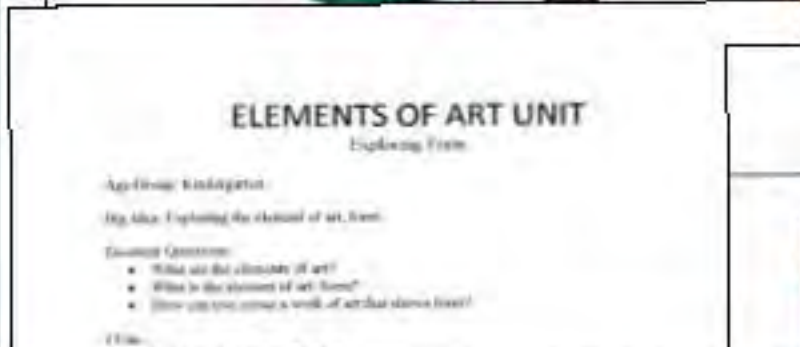 ELEMENTS OF ART UNIT
Exploring Form
Age Group: Kindergarten
Big Idea: Exploring the element of art, form
Essential Questions:
What are the elements of art?
What is the element of art, form?
How can you create a work of art that shows form?